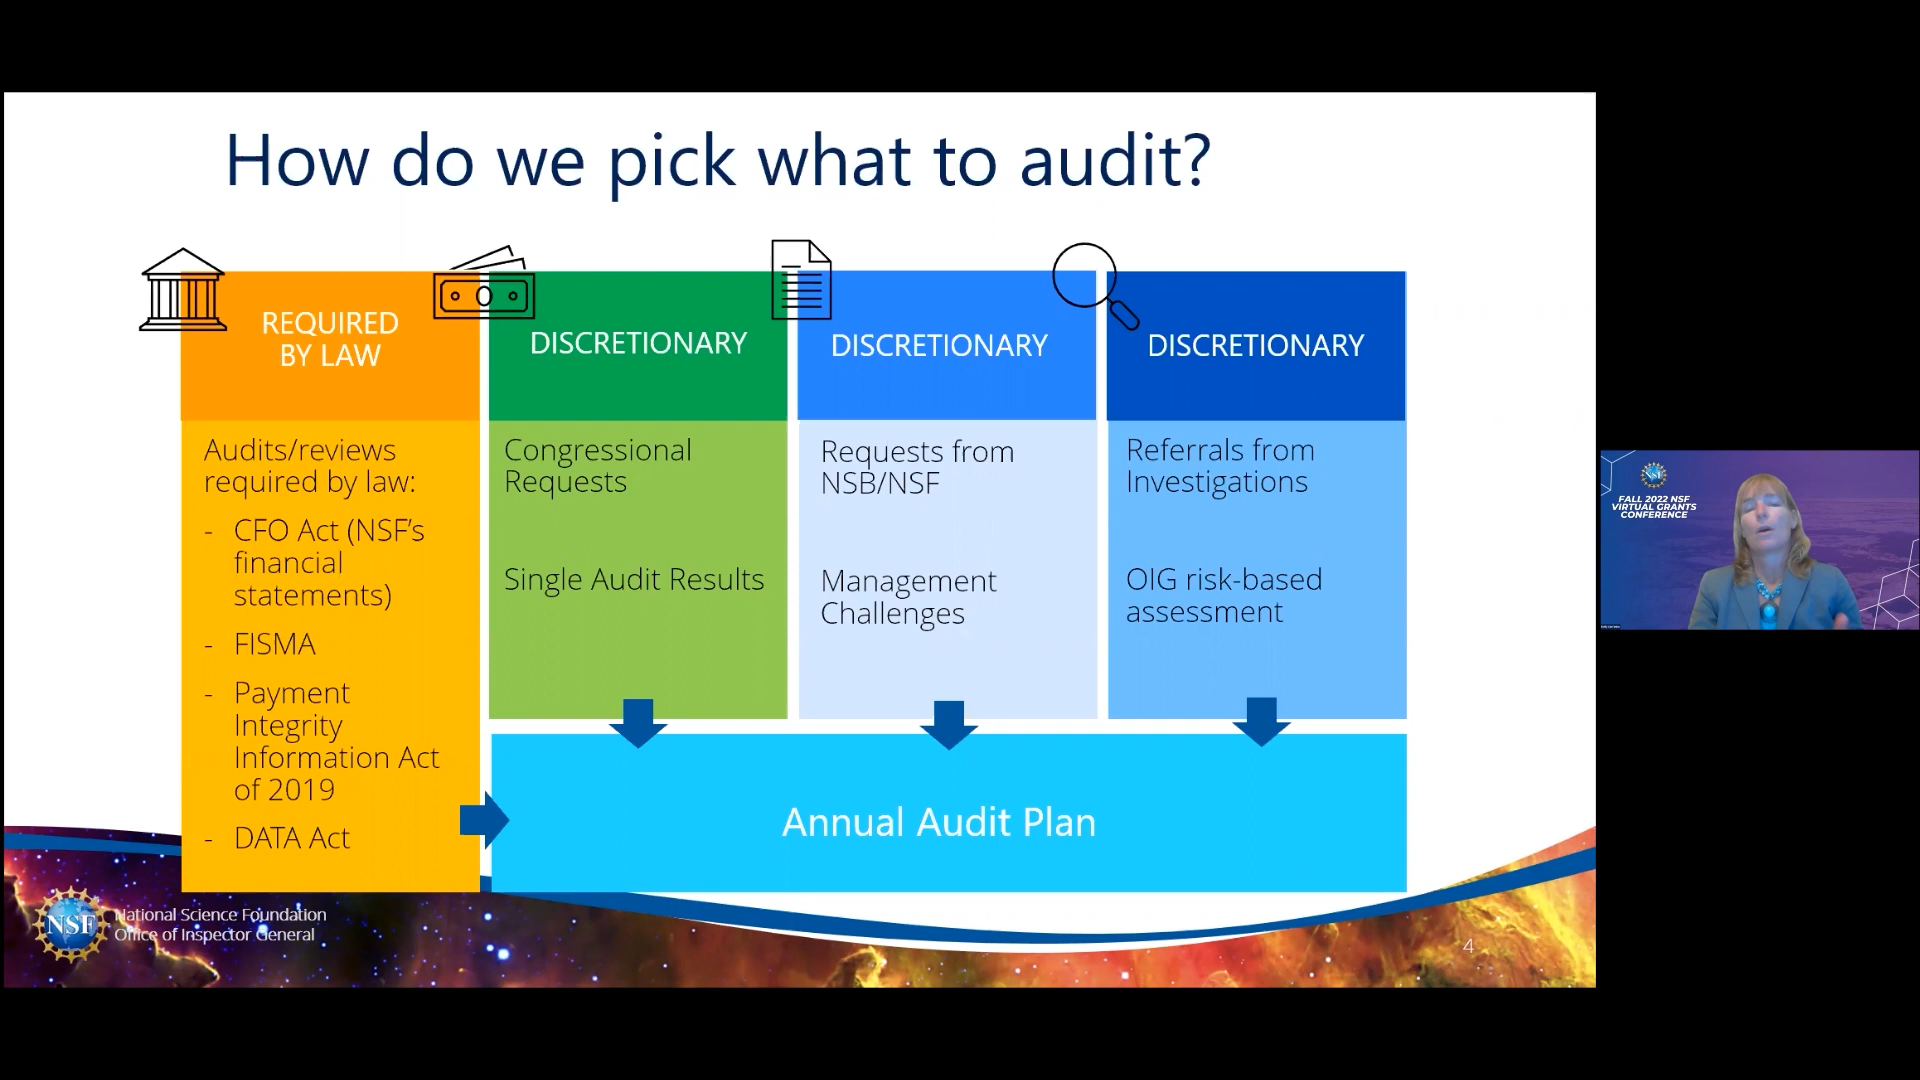 How do we pick what to audit?
REQUIRED
BY LAW
Audits/reviews
required by law:
- CFO Act (NSF's
financial
statements)
- FISMA
- Payment
Integrity
Information Act
of 2019
- DATA Act
DISCRETIONARY
Congressional
Requests
Single Audit Results
DISCRETIONARY
Requests from
NSB/NSF
Management
Challenges
DISCRETIONARY
Referrals from
Investigations
OIG risk-based
assessment
Annual Audit Plan
NSF
National Science Foundation
Office of Inspector General
4
NSF
FALL 2022 NSF
VIRTUAL GRANTS
CONFERENCE